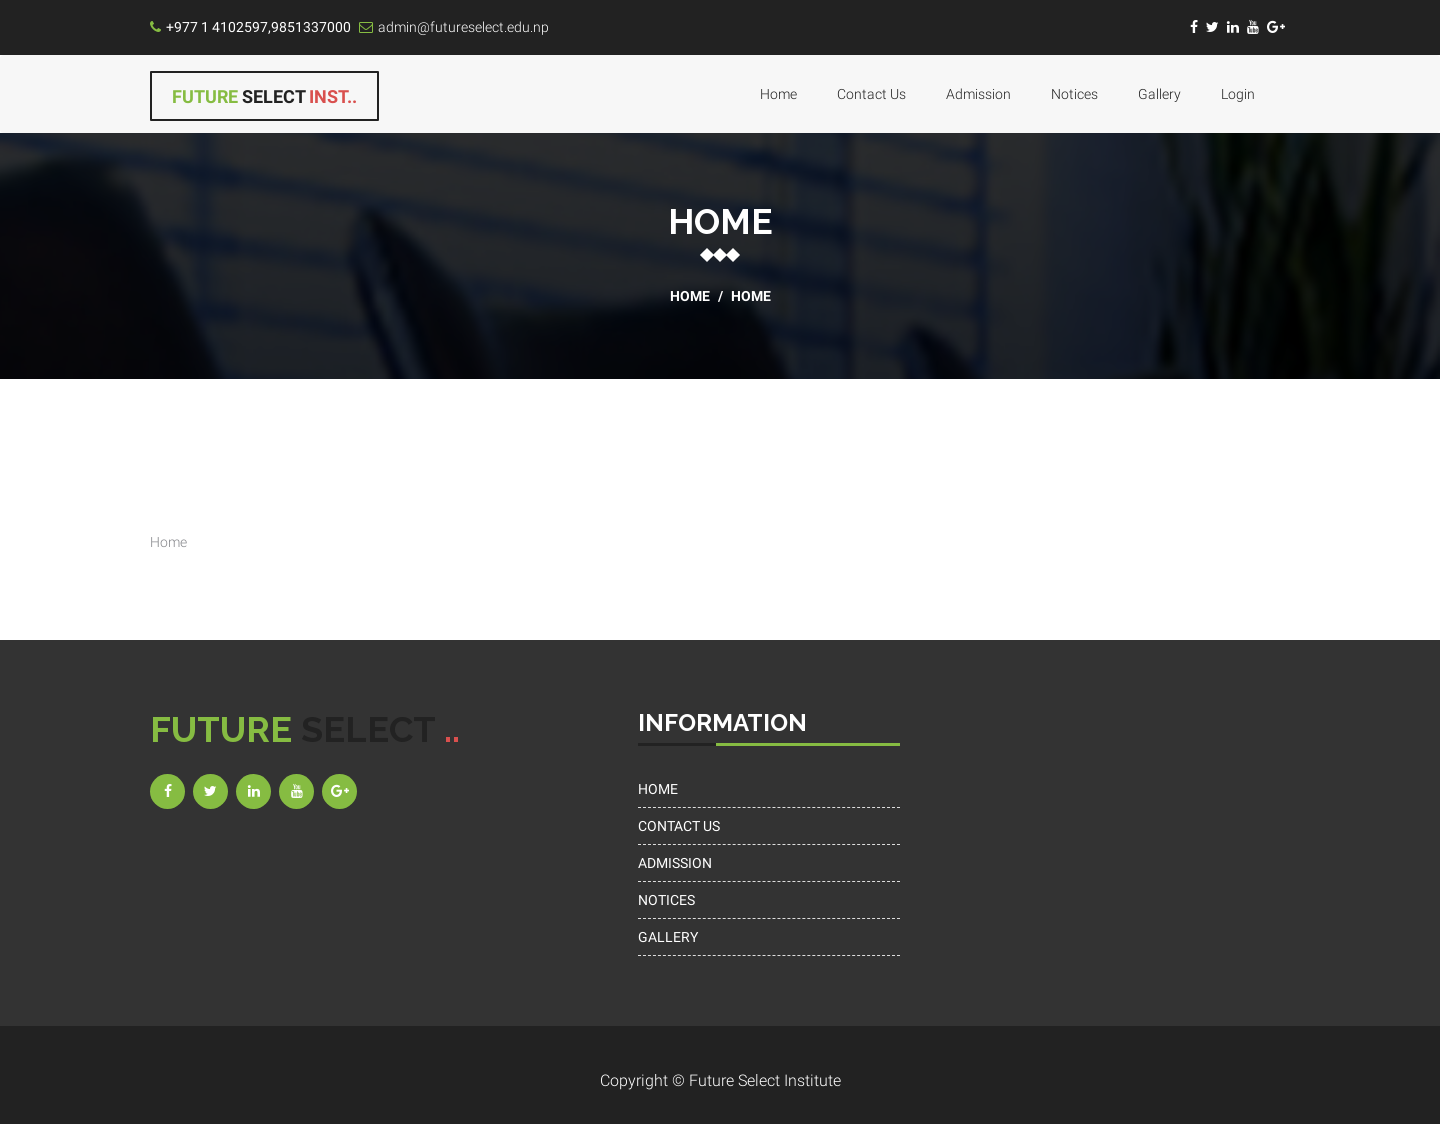 +977 1 4102597,9851337000 admin@futureselect.edu.np
FUTURE SELECT INST..
Home Contact Us Admission Notices Gallery Login
HOME
HOME / HOME
Home
FUTURE SELECT ..
INFORMATION
HOME
CONTACT US
ADMISSION
NOTICES
GALLERY
Copyright © Future Select Institute